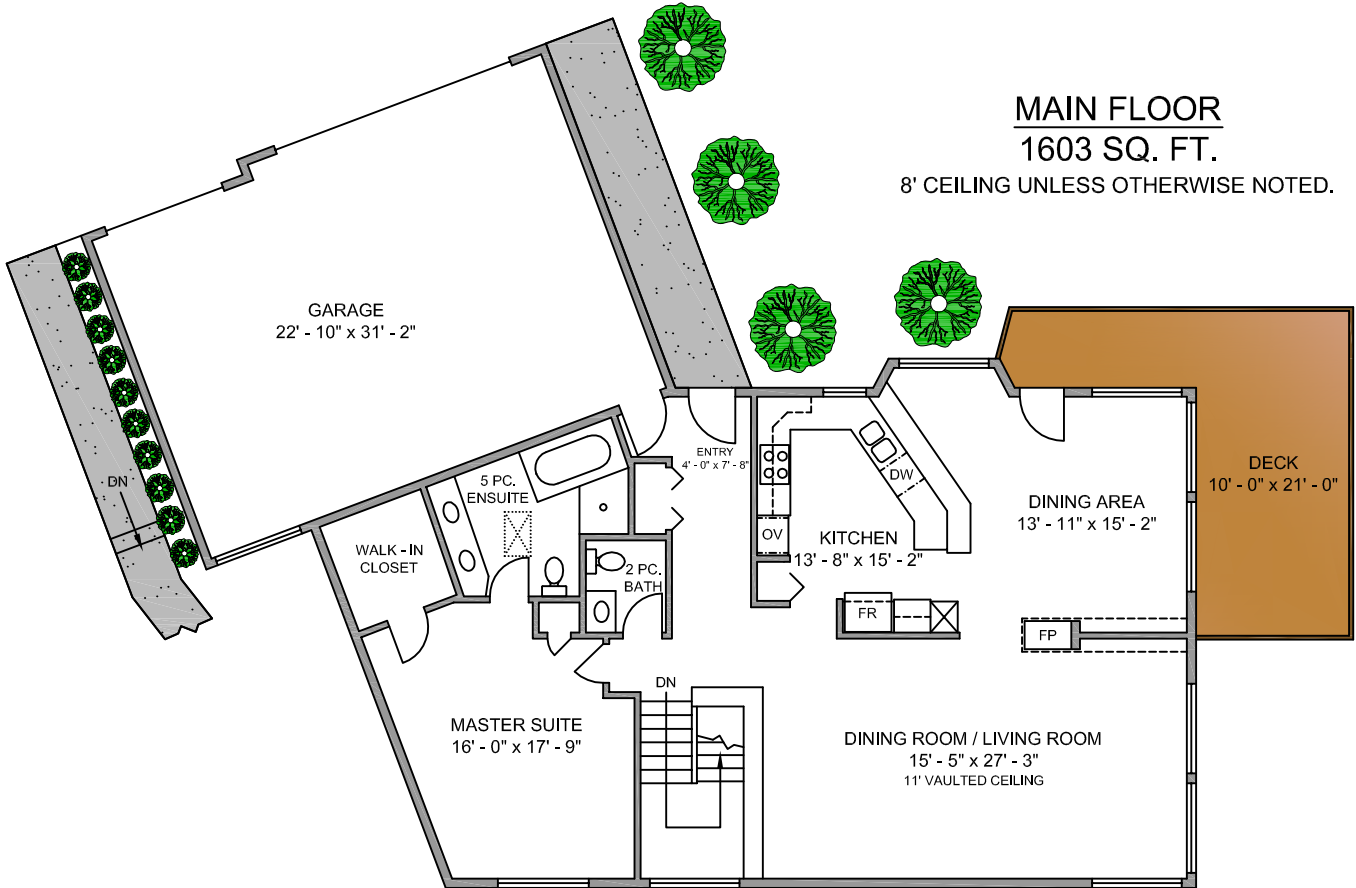 MAIN FLOOR
1603 SQ. FT.
8' CEILING UNLESS OTHERWISE NOTED.
GARAGE
22' - 10" x 31' - 2"
DN
ENTRY
4' - 0" x 7' - 8"
5 PC.
ENSUITE
WALK - IN
CLOSET
2 PC.
BATH
OV
DW
KITCHEN
13' - 8" x 15' - 2"
FR
DINING AREA
13' - 11" x 15' - 2"
DECK
10' - 0" x 21' - 0"
FP
DN
MASTER SUITE
16' - 0" x 17' - 9"
DINING ROOM / LIVING ROOM
15' - 5" x 27' - 3"
11' VAULTED CEILING